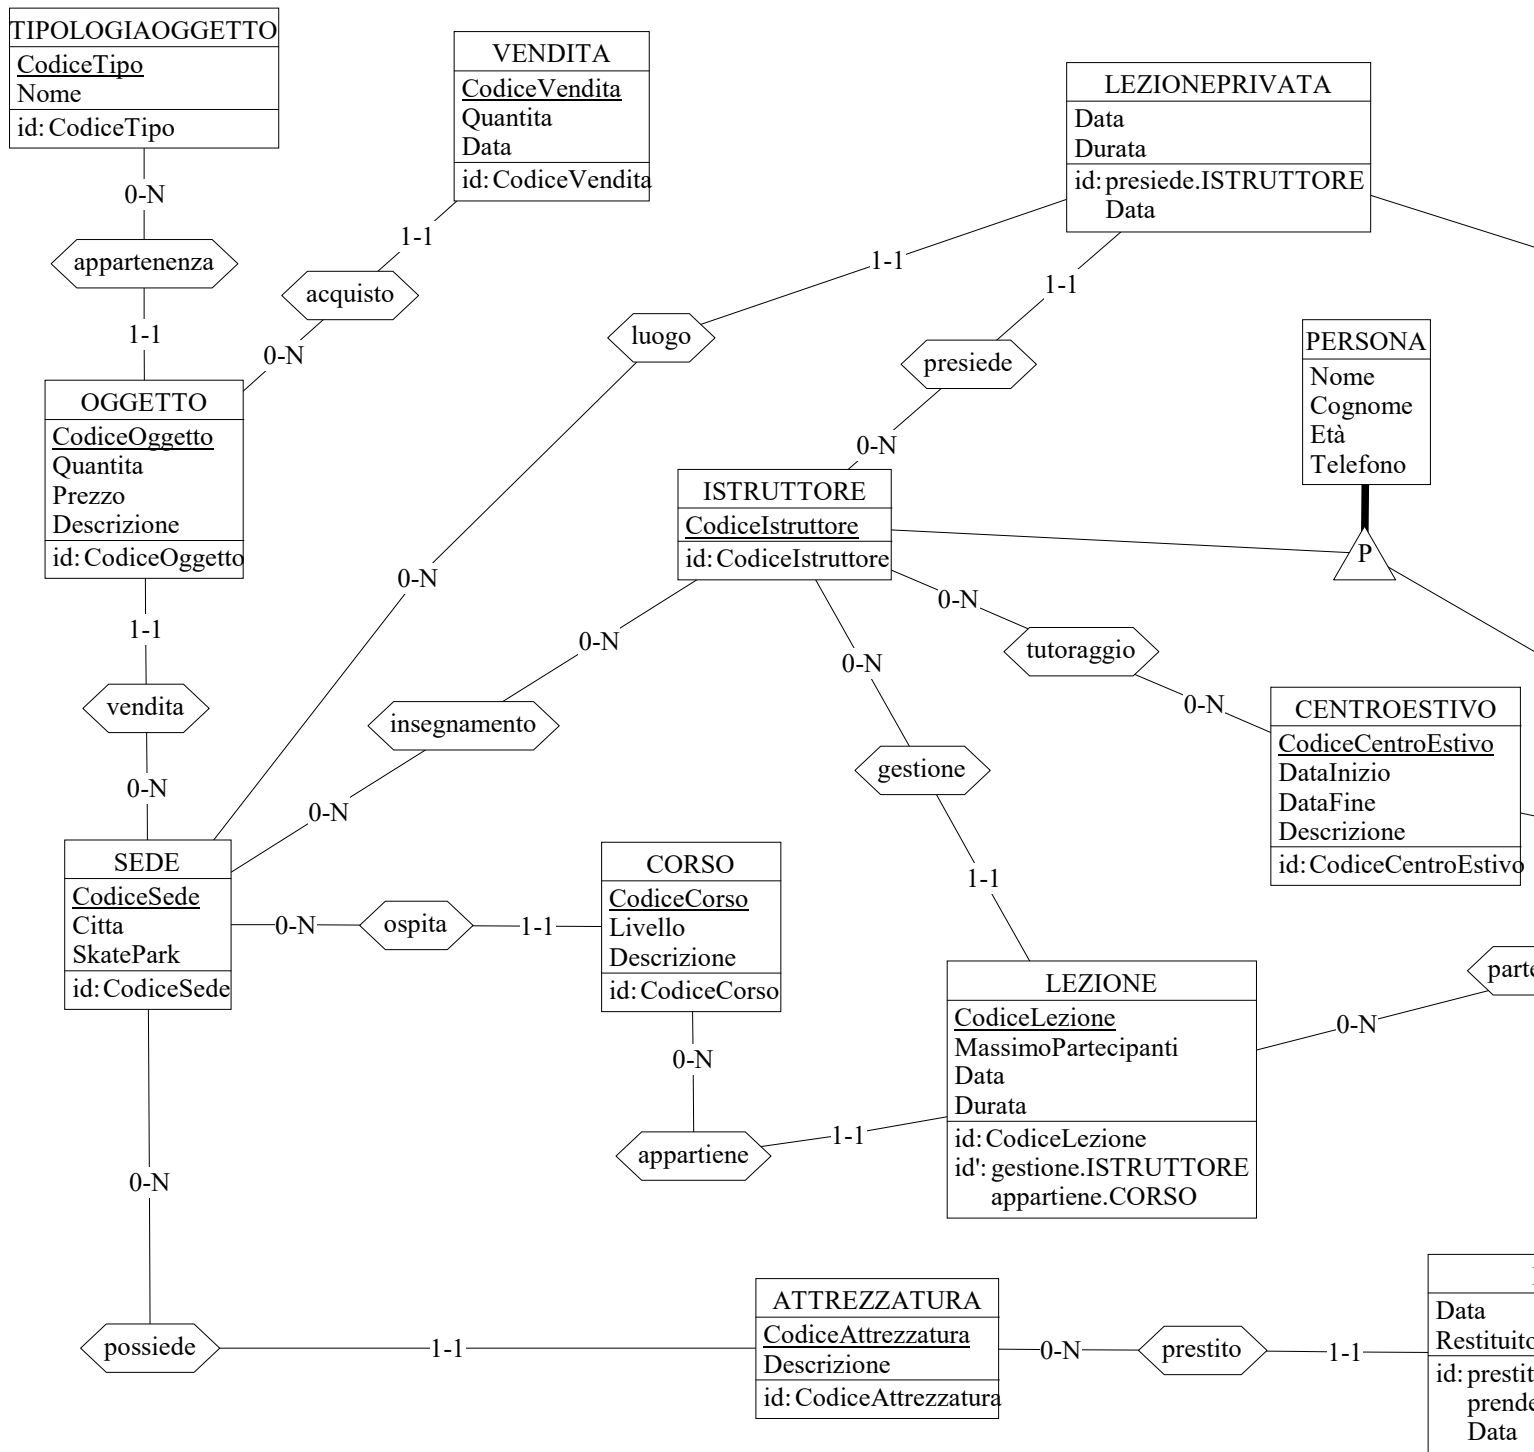 TIPOLOGIAOGGETTO
CodiceTipo
Nome
id: CodiceTipo
0-N
appartenenza
1-1
VENDITA
CodiceVendita
Quantita
Data
id: CodiceVendita
1-1
acquisto
0-N
OGGETTO
CodiceOggetto
Quantita
Prezzo
Descrizione
id: CodiceOggetto
1-1
vendita
0-N
LEZIONEPRIVATA
Data
Durata
id: presiede.ISTRUTTORE
Data
1-1
luogo
0-N
1-1
presiede
0-N
PERSONA
Nome
Cognome
Età
Telefono
P
ISTRUTTORE
CodiceIstruttore
id: CodiceIstruttore
0-N
insegnamento
0-N
0-N
gestione
1-1
0-N
tutoraggio
0-N
CENTROESTIVO
CodiceCentroEstivo
DataInizio
DataFine
Descrizione
id: CodiceCentroEstivo
SEDE
CodiceSede
Citta
SkatePark
id: CodiceSede
0-N
ospita
1-1
CORSO
CodiceCorso
Livello
Descrizione
id: CodiceCorso
0-N
appartiene
1-1
LEZIONE
CodiceLezione
MassimoPartecipanti
Data
Durata
id: CodiceLezione
id': gestione.ISTRUTTORE
appartiene.CORSO
0-N
0-N
possiede
1-1
ATTREZZATURA
CodiceAttrezzatura
Descrizione
id: CodiceAttrezzatura
0-N
prestito
1-1
Data
Restituito
id:
Data